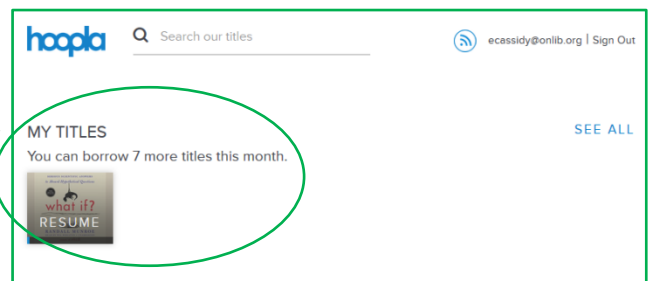 hoopla
Search our titles
ecassidy@onlib.org | Sign Out
MY TITLES
SEE ALL
You can borrow 7 more titles this month.
what if?
RESUME